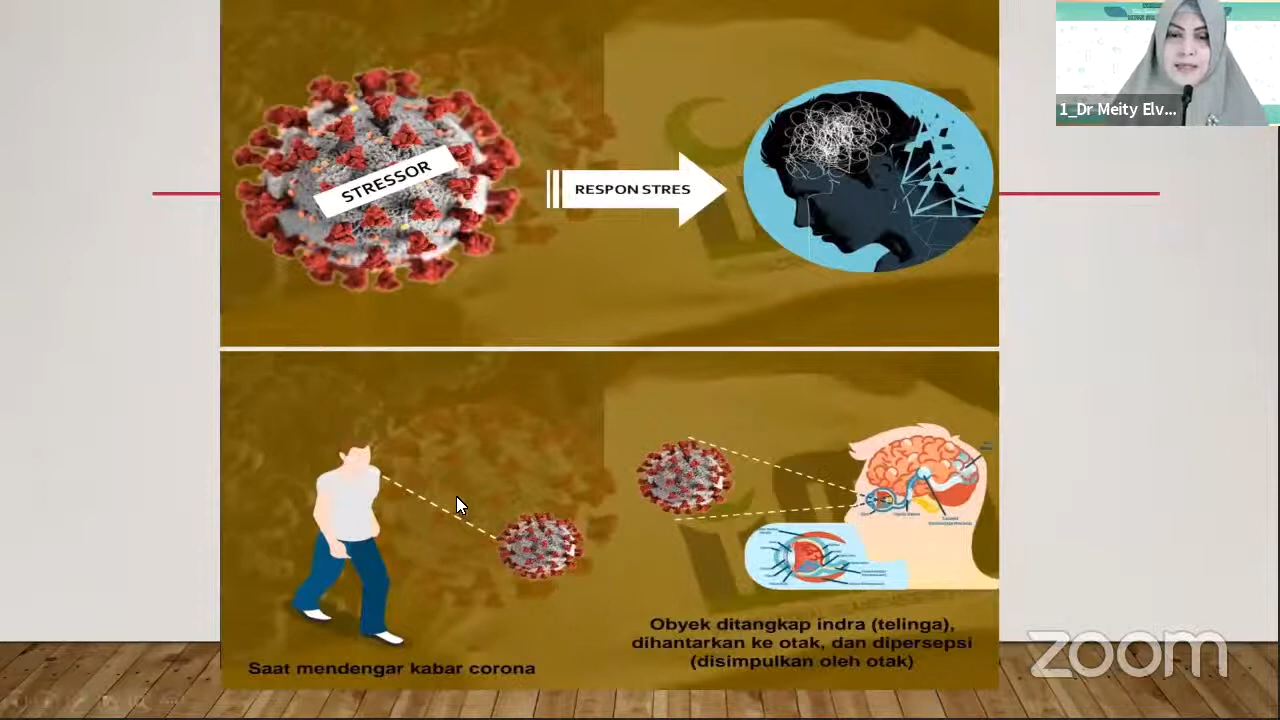 STRESSOR
RESPON STRES
1_Dr Meity Elv...
Saat mendengar kabar corona
Obyek ditangkap indra (telinga),
dihantarkan ke otak, dan dipersepsi
(disimpulkan oleh otak)
zoom